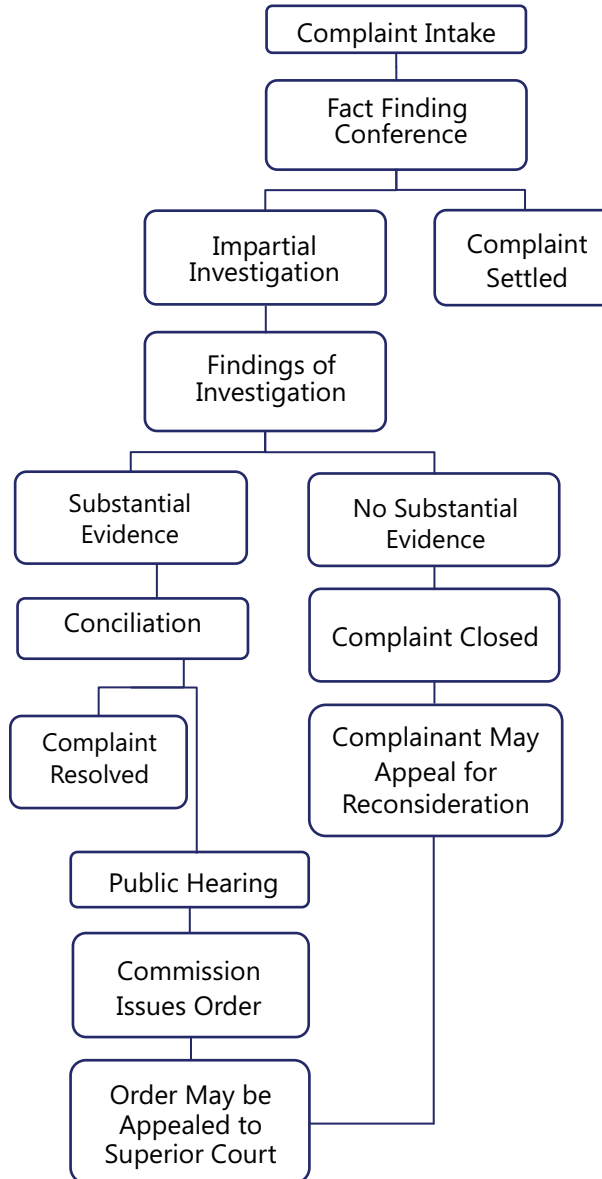 Complaint Intake
Fact Finding
Conference
Impartial
Investigation
Complaint
Settled
Findings of
Investigation
Substantial
Evidence
No Substantial
Evidence
Conciliation
Complaint Closed
Complaint
Resolved
Complainant May
Appeal for
Reconsideration
Public Hearing
Commission
Issues Order
Order May be
Appealed to
Superior Court